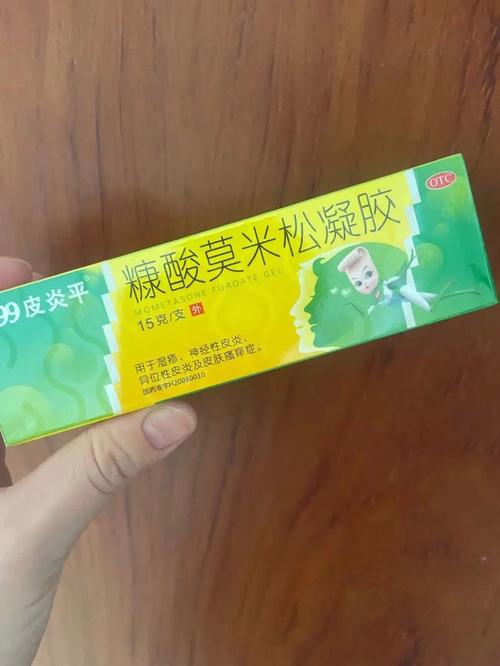 99皮炎平
OTC
糠酸莫米松凝胶
MOMETASONE FUROATE GEL
15克/支 外
用于湿疹、神经性皮炎、
异位性皮炎及皮肤瘙痒症。
国药准字H20080010